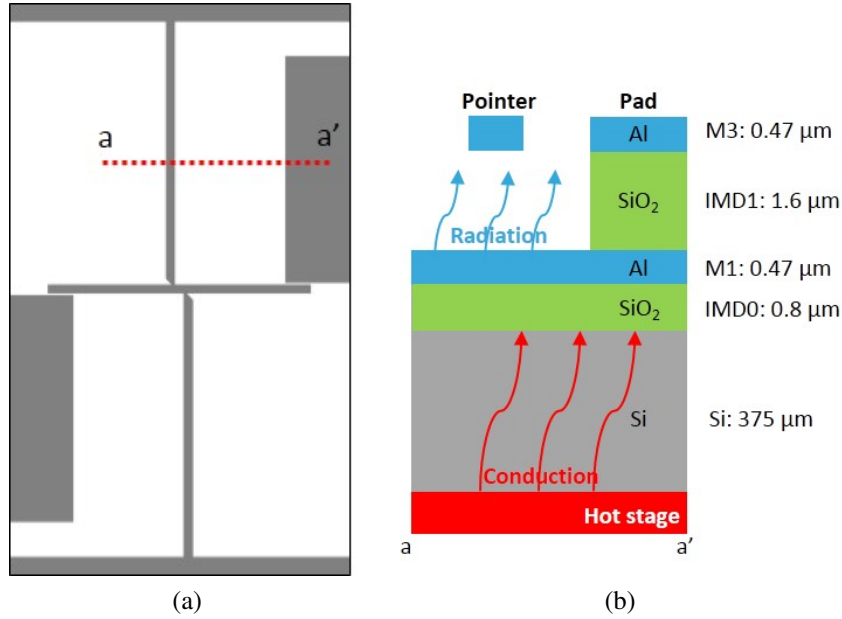 a
a'
(a)
Pointer
Pad
Al
M3: 0.47 µm
SiO2
IMD1: 1.6 µm
Radiation
Al
M1: 0.47 µm
SiO2
IMD0: 0.8 µm
Si
Si: 375 µm
Conduction
Hot stage
a
a'
(b)